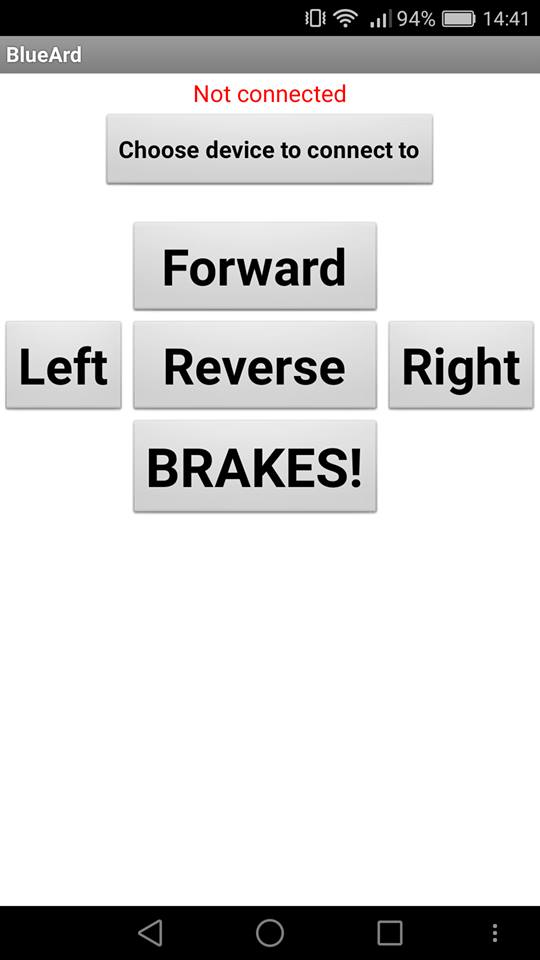 94% 14:41
BlueArd
Not connected
Choose device to connect to
Forward
Left Reverse Right
BRAKES!